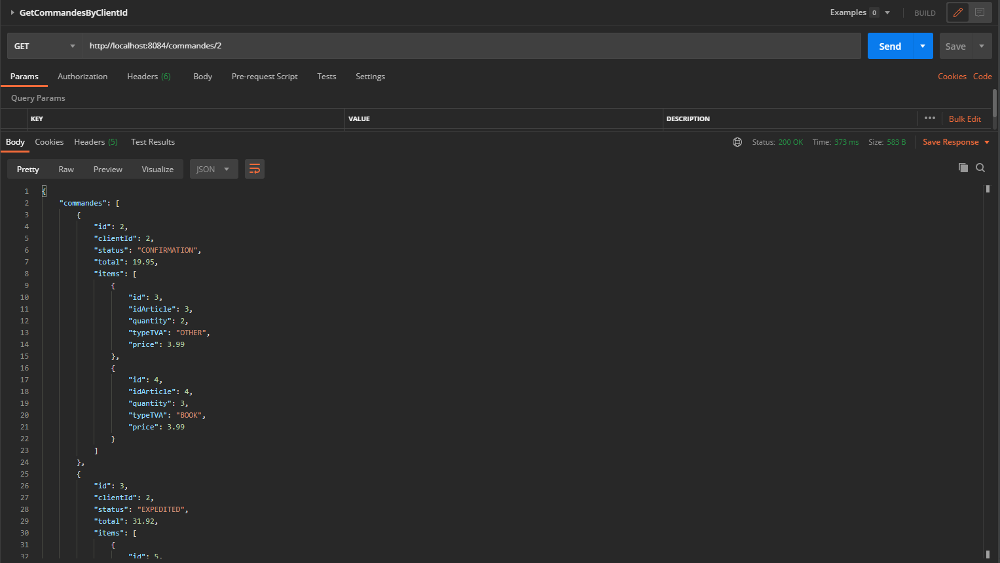 GetCommandesByClientId
Examples 0 BUILD
GET http://localhost:8084/commandes/2 Send Save
Params Authorization Headers (6) Body Pre-request Script Tests Settings Cookies Code
Query Params
KEY VALUE DESCRIPTION ••• Bulk Edit
Body Cookies Headers (5) Test Results Status: 200 OK Time: 373 ms Size: 583 B Save Response
Pretty Raw Preview Visualize JSON
1 {
2 "commandes": [
3 {
4 "id": 2,
5 "clientId": 2,
6 "status": "CONFIRMATION",
7 "total": 19.95,
8 "items": [
9 {
10 "id": 3,
11 "idArticle": 3,
12 "quantity": 2,
13 "typeTVA": "OTHER",
14 "price": 3.99
15 },
16 {
17 "id": 4,
18 "idArticle": 4,
19 "quantity": 3,
20 "typeTVA": "BOOK",
21 "price": 3.99
22 }
23 ]
24 },
25 {
26 "id": 3,
27 "clientId": 2,
28 "status": "EXPEDITED",
29 "total": 31.92,
30 "items": [
31 {
32 "id": 5,